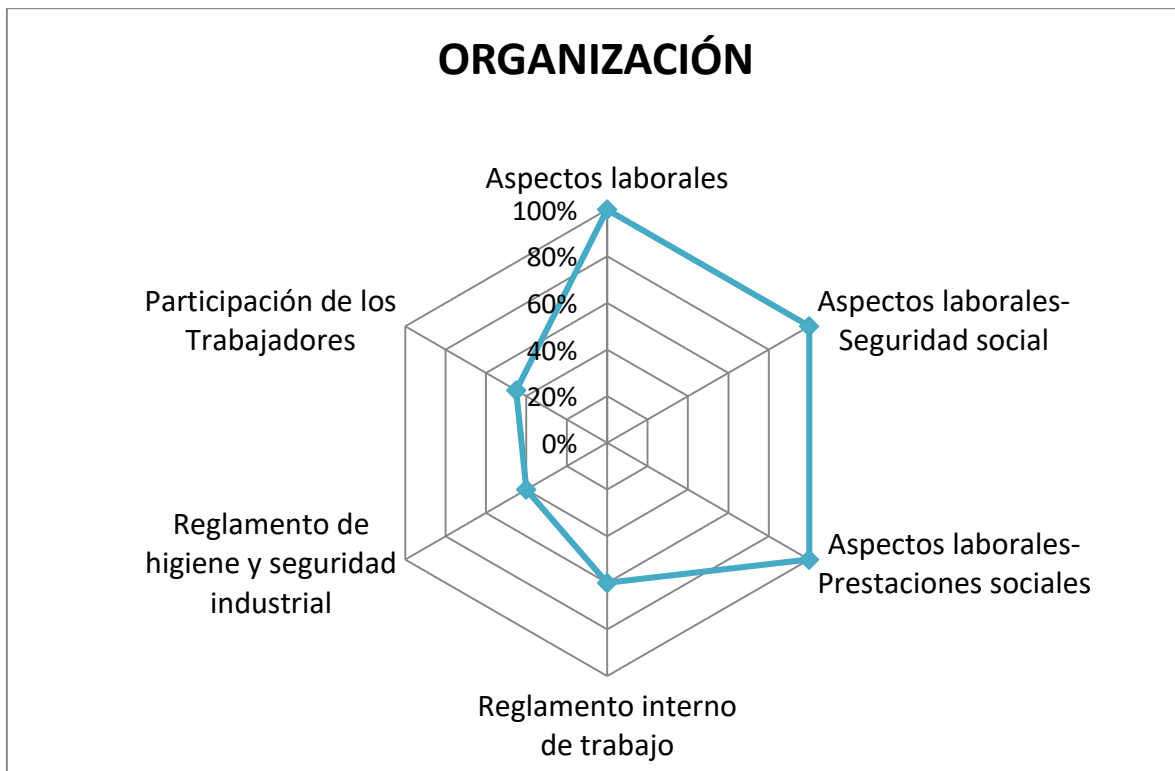 ORGANIZACIÓN
Aspectos laborales
100%
80%
60%
40%
20%
0%
Aspectos laborales-
Seguridad social
Aspectos laborales-
Prestaciones sociales
Reglamento interno
de trabajo
Reglamento de
higiene y seguridad
industrial
Participación de los
Trabajadores